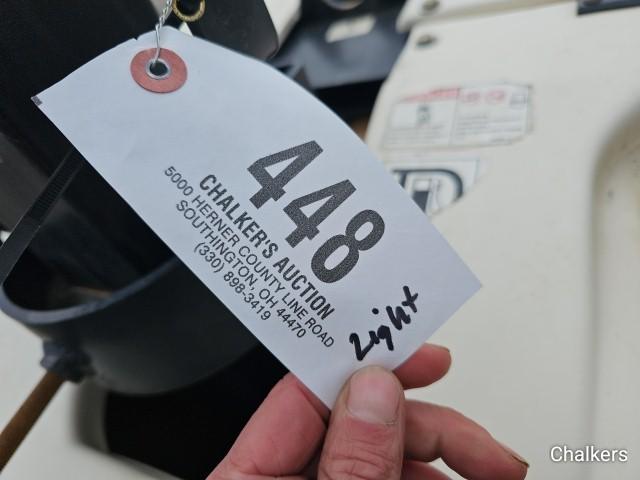 448
CHALKER'S AUCTION
5000 HERNER COUNTY LINE ROAD
SOUTHINGTON, OH 44470
(330) 898-3419
Light
Chalkers